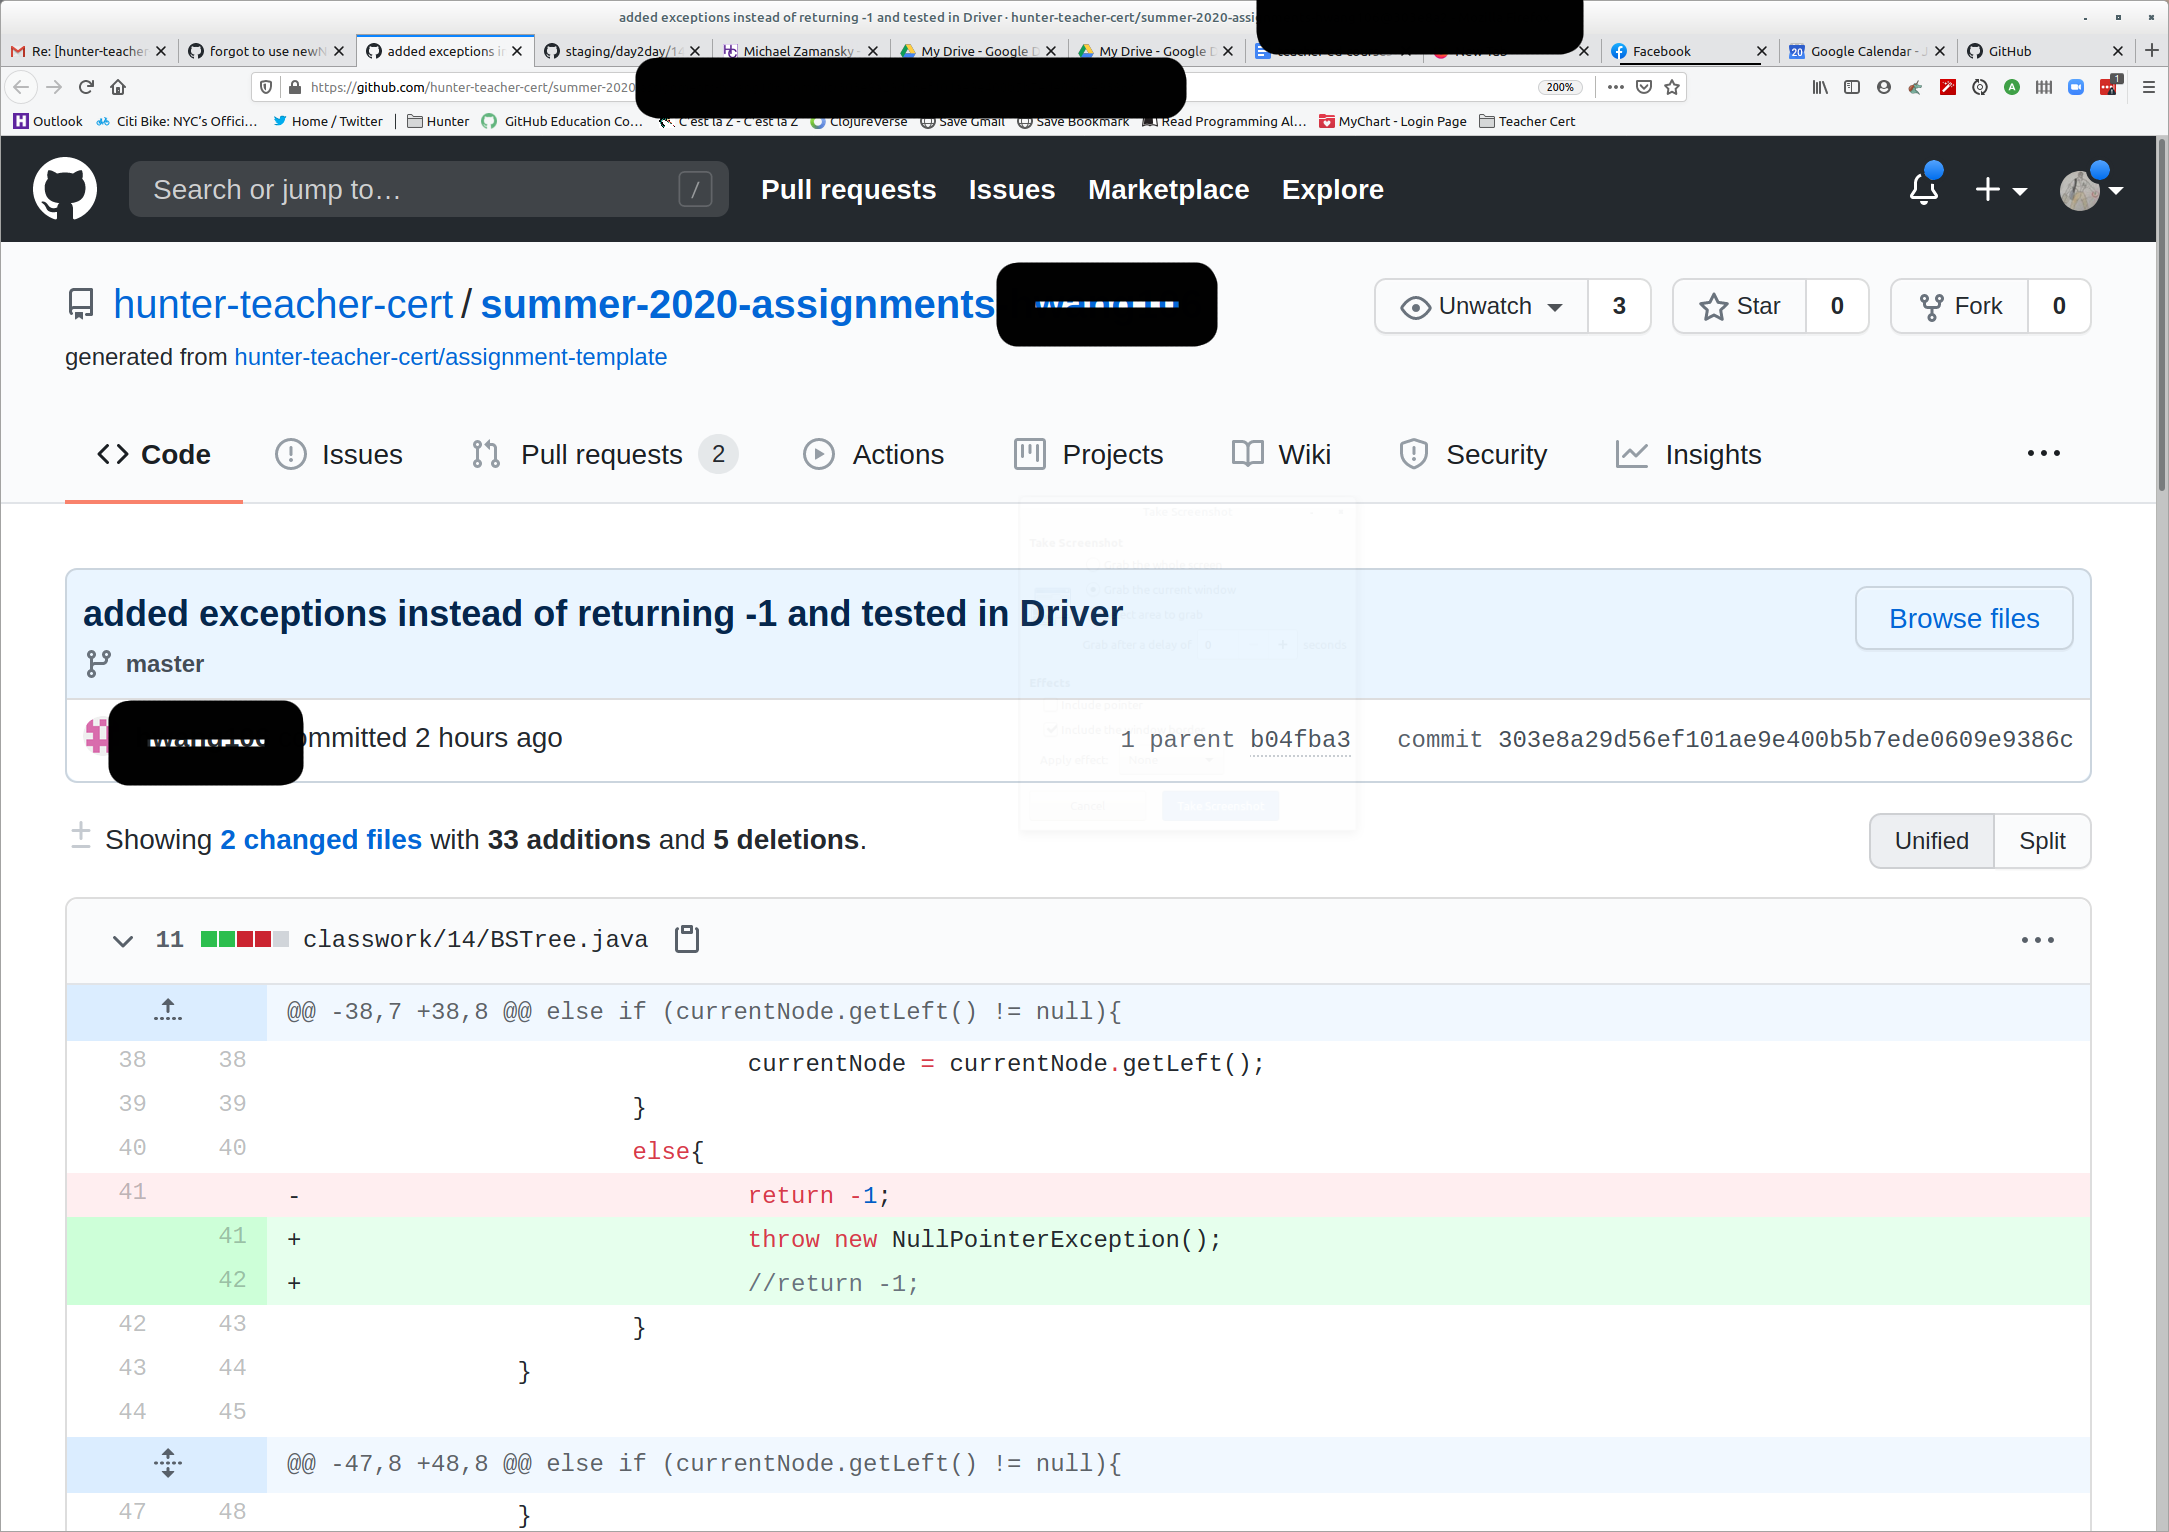 added exceptions instead of returning -1 and tested in Driver · hunter-teacher-cert/summer-2020-assi
Re: [hunter-teache
forgot to use newN
added exceptions i
staging/day2day/14
Michael Zamansky -
My Drive - Google D
My Drive - Google D
Facebook
Google Calendar - J
GitHub
https://github.com/hunter-teacher-cert/summer-2020
200%
Outlook
Citi Bike: NYC's Offici...
Home / Twitter
Hunter
GitHub Education Co...
C'est la Z - C'est la Z
ClojureVerse
Save Gmail
Save Bookmark
Read Programming Al...
MyChart - Login Page
Teacher Cert
Search or jump to...
/
Pull requests
Issues
Marketplace
Explore
hunter-teacher-cert / summer-2020-assignments
Unwatch 3
Star 0
Fork 0
generated from hunter-teacher-cert/assignment-template
Code
Issues
Pull requests 2
Actions
Projects
Wiki
Security
Insights
added exceptions instead of returning -1 and tested in Driver
Browse files
master
ommitted 2 hours ago
1 parent b04fba3 commit 303e8a29d56ef101ae9e400b5b7ede0609e9386c
Showing 2 changed files with 33 additions and 5 deletions.
Unified Split
11 classwork/14/BSTree.java
@@ -38,7 +38,8 @@ else if (currentNode.getLeft() != null){
38 38 currentNode = currentNode.getLeft();
39 39 }
40 40 else{
41 - return -1;
41 + throw new NullPointerException();
42 + //return -1;
42 43 }
43 44 }
44 45
@@ -47,8 +48,8 @@ else if (currentNode.getLeft() != null){
47 48 }